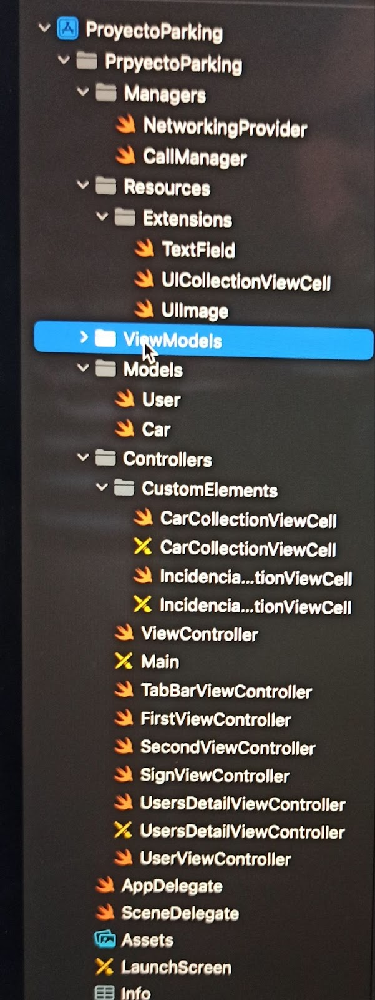 ProyectoParking
PrpyectoParking
Managers
NetworkingProvider
CallManager
Resources
Extensions
TextField
UICollectionViewCell
UIImage
ViewModels
Models
User
Car
Controllers
CustomElements
CarCollectionViewCell
CarCollectionViewCell
Incidencia...tionViewCell
Incidencia...tionViewCell
ViewController
Main
TabBarViewController
FirstViewController
SecondViewController
SignViewController
UsersDetailViewController
UsersDetailViewController
UserViewController
AppDelegate
SceneDelegate
Assets
LaunchScreen
Info